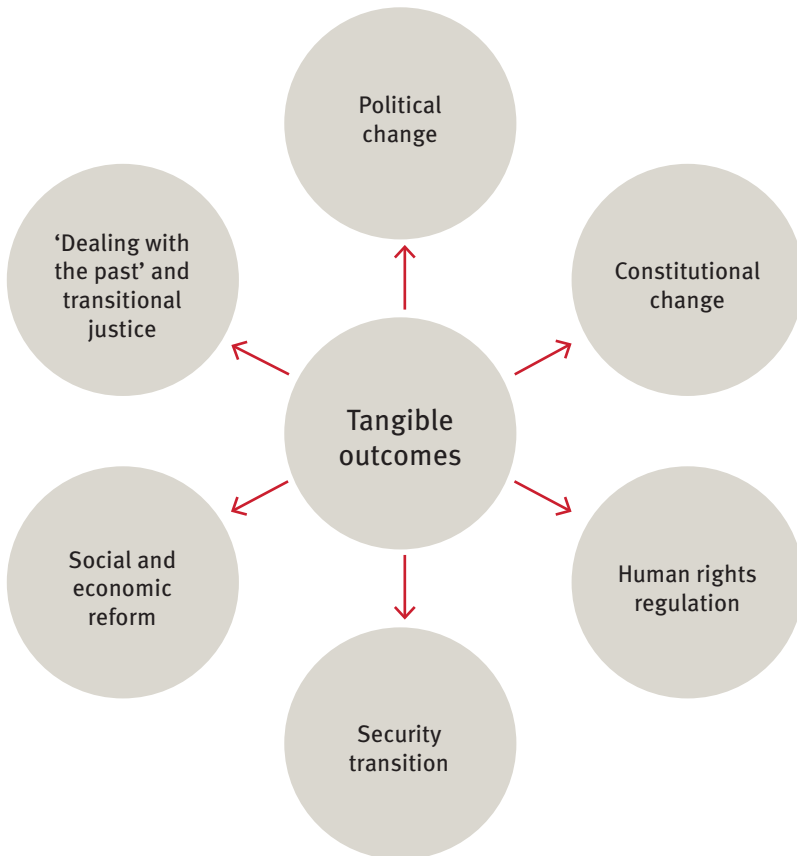 Political
change
‘Dealing with
the past’ and
transitional
justice
Constitutional
change
Tangible
outcomes
Social and
economic
reform
Human rights
regulation
Security
transition